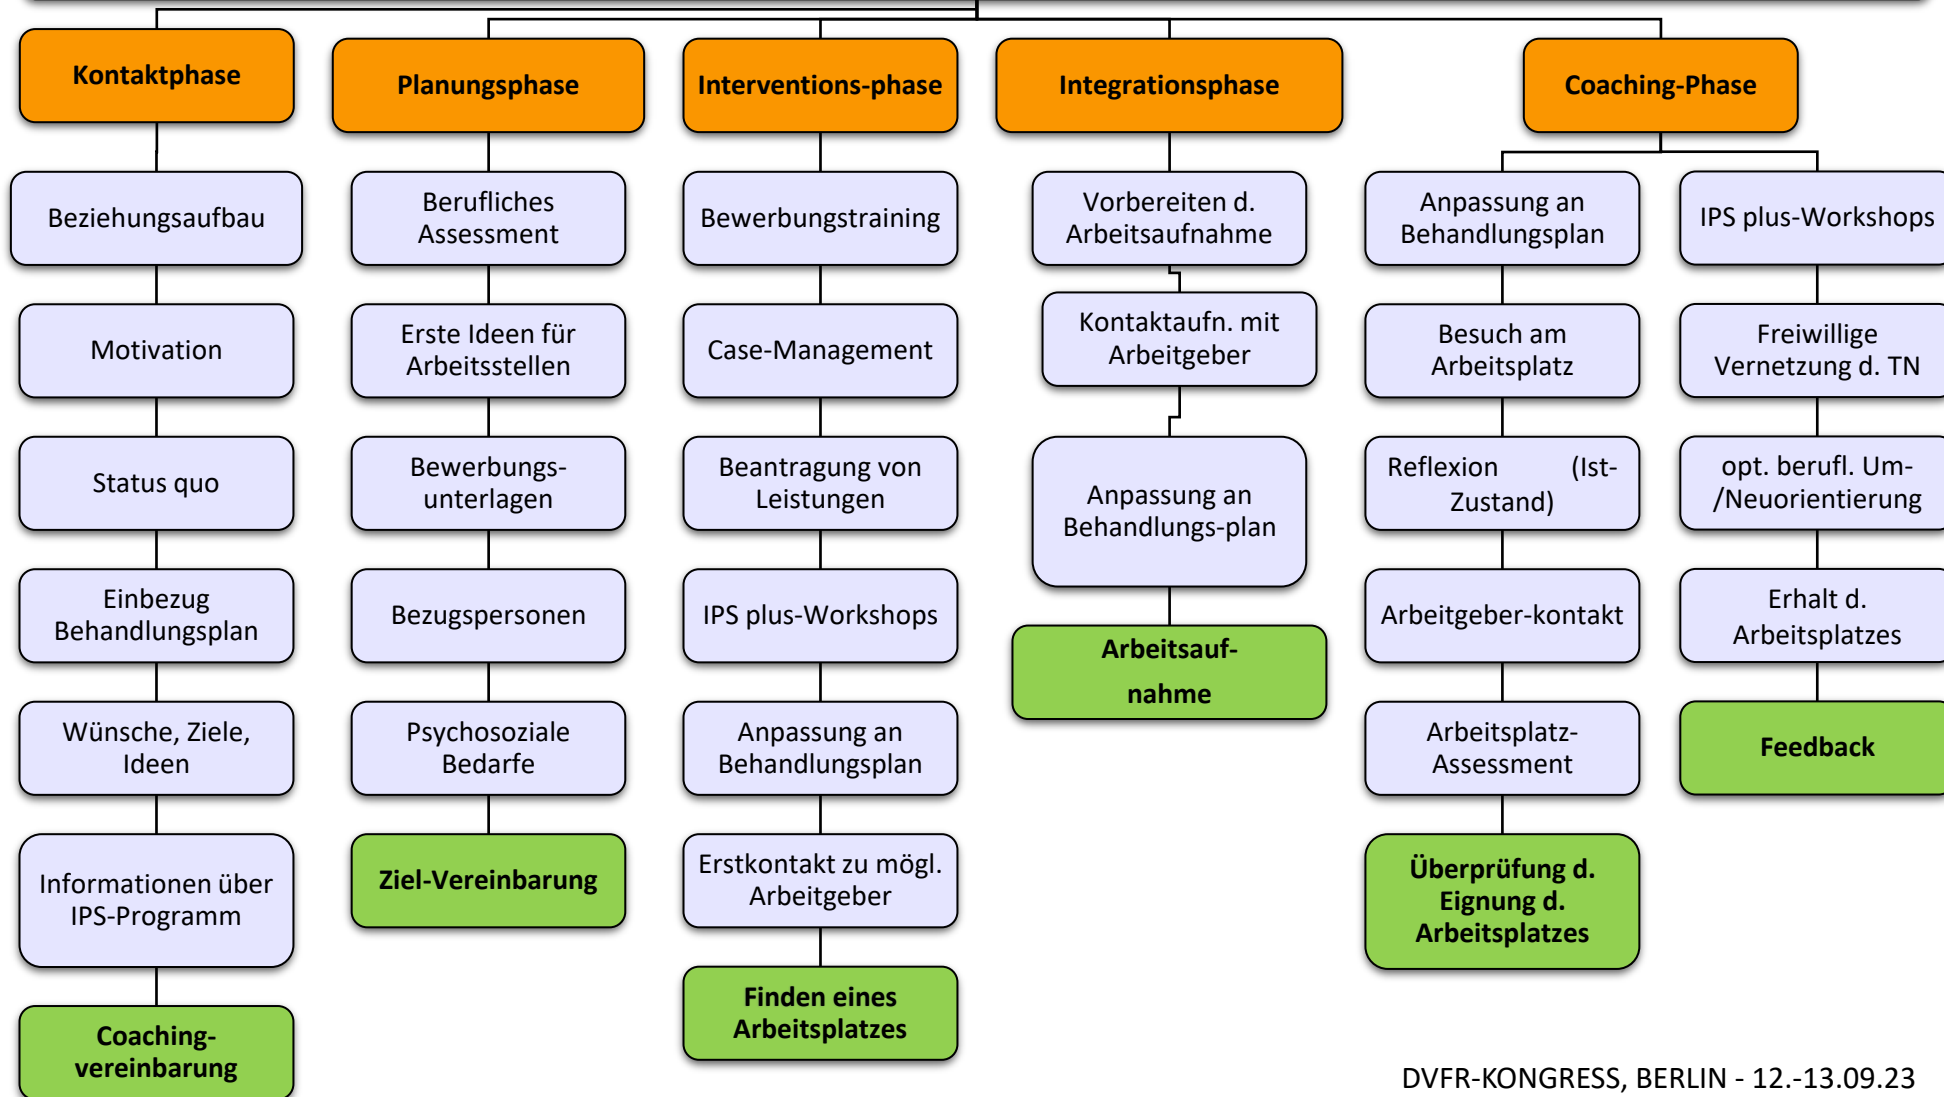 Kontaktphase
Beziehungsaufbau
Motivation
Status quo
Einbezug
Behandlungsplan
Wünsche, Ziele,
Ideen
Informationen über
IPS-Programm
Coaching-
vereinbarung
Planungsphase
Berufliches
Assessment
Erste Ideen für
Arbeitsstellen
Bewerbungs-
unterlagen
Bezugspersonen
Psychosoziale
Bedarfe
Ziel-Vereinbarung
Interventions-phase
Bewerbungstraining
Case-Management
Beantragung von
Leistungen
IPS plus-Workshops
Anpassung an
Behandlungsplan
Erstkontakt zu mögl.
Arbeitgeber
Finden eines
Arbeitsplatzes
Integrationsphase
Vorbereiten d.
Arbeitsaufnahme
Kontaktaufn. mit
Arbeitgeber
Anpassung an
Behandlungs-plan
Arbeitsauf-
nahme
Coaching-Phase
Anpassung an
Behandlungsplan
Besuch am
Arbeitsplatz
Reflexion (Ist-
Zustand)
Arbeitgeber-kontakt
Arbeitsplatz-
Assessment
Überprüfung d.
Eignung d.
Arbeitsplatzes
IPS plus-Workshops
Freiwillige
Vernetzung d. TN
opt. berufl. Um-
/Neuorientierung
Erhalt d.
Arbeitsplatzes
Feedback
DVFR-KONGRESS, BERLIN - 12.-13.09.23